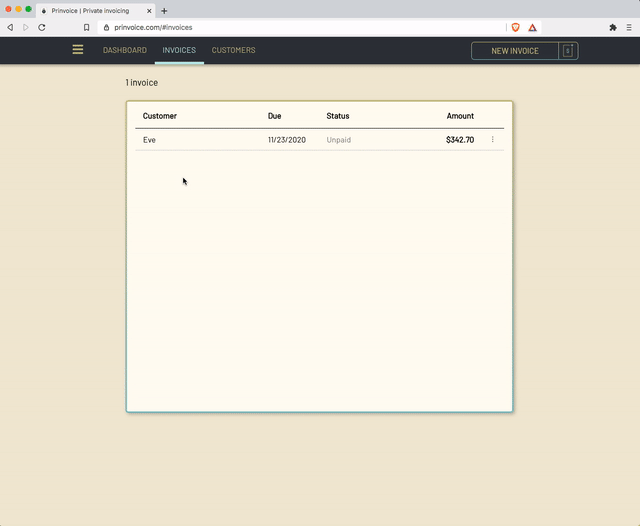 Prinvoice | Private invoicing
prinvoice.com/#invoices
DASHBOARD INVOICES CUSTOMERS NEW INVOICE $
1 invoice
Customer Due Status Amount
Eve 11/23/2020 Unpaid $342.70